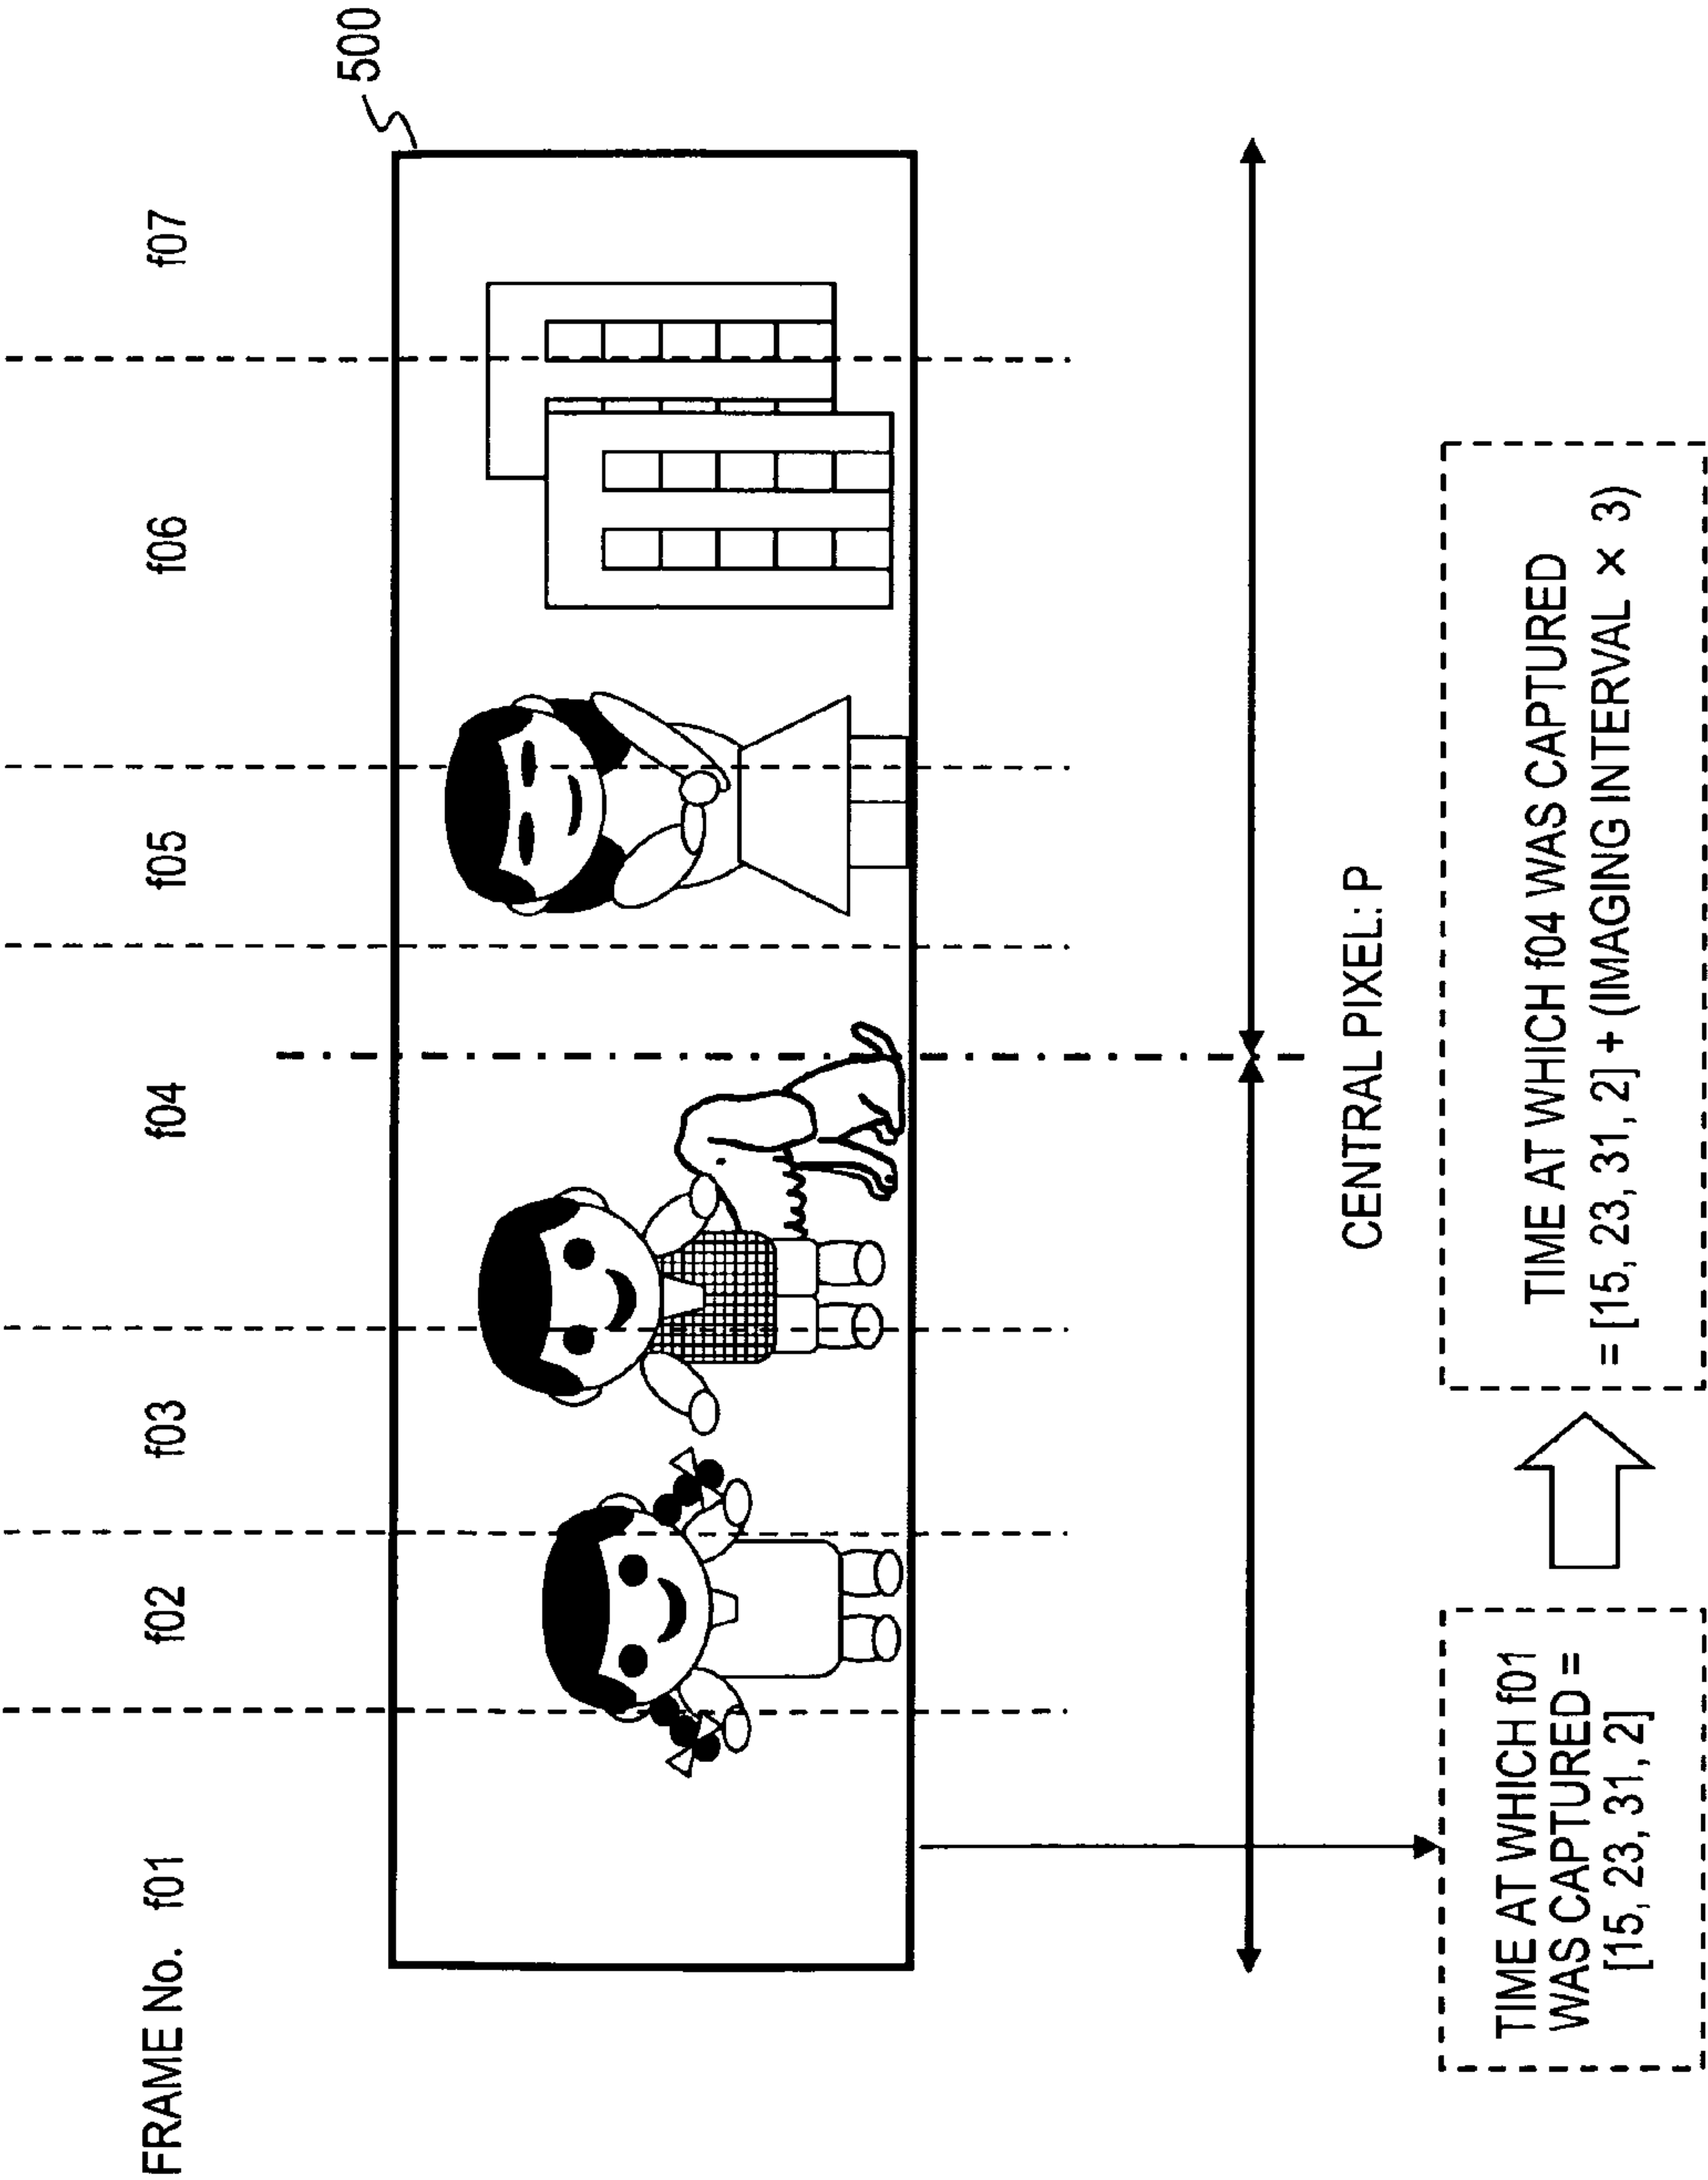 FRAME No. f01 f02 f03 f04 f05 f06 f07
500
CENTRAL PIXEL: P
TIME AT WHICH f01
WAS CAPTURED =
[15, 23, 31, 2]
TIME AT WHICH f04 WAS CAPTURED
= [15, 23, 31, 2] + (IMAGING INTERVAL × 3)